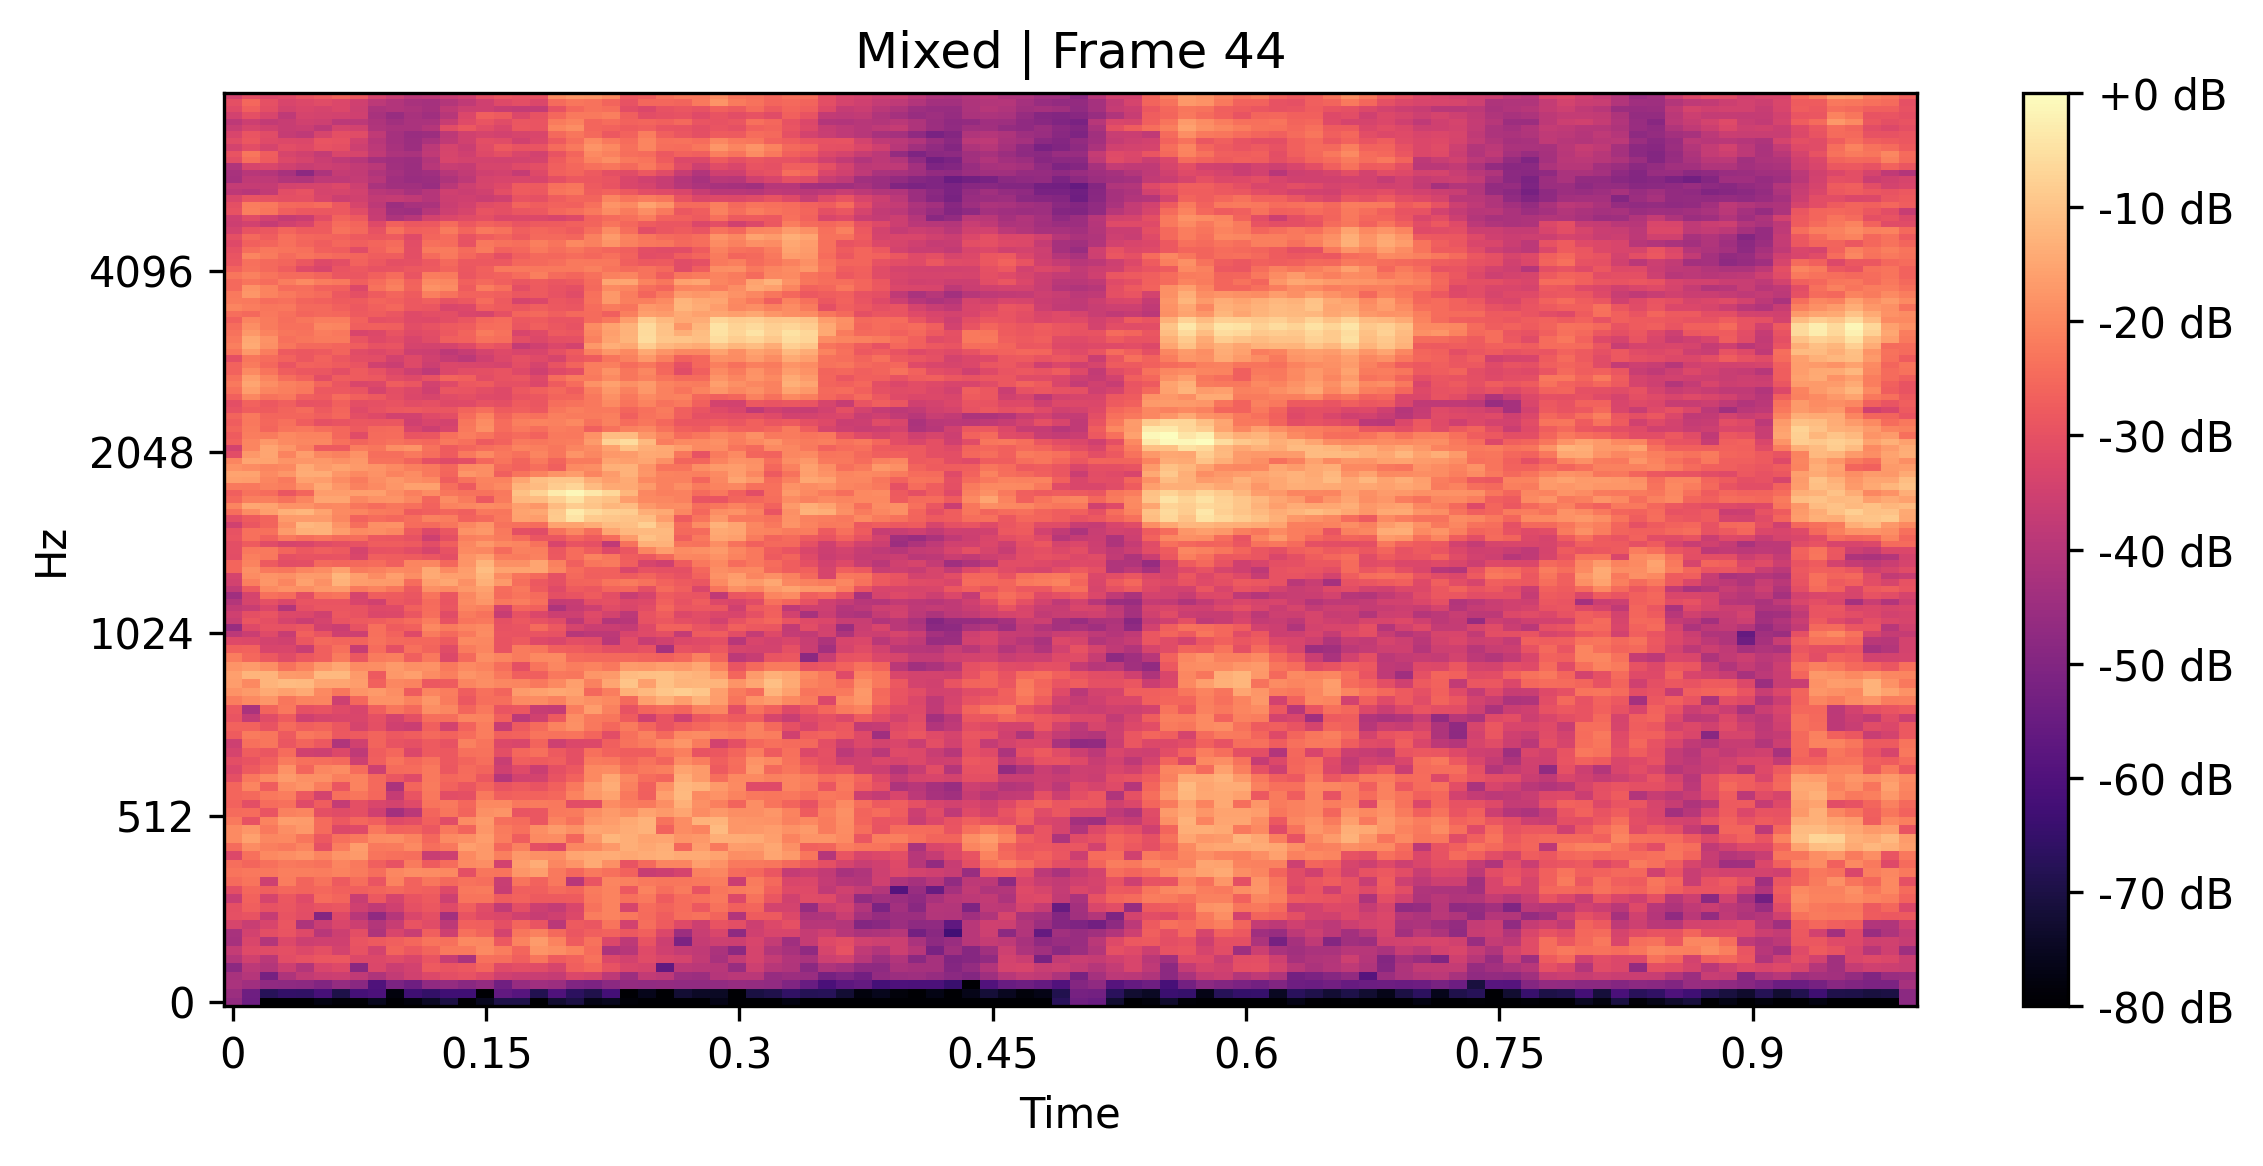 Mixed | Frame 44
+0 dB
-10 dB
-20 dB
-30 dB
-40 dB
-50 dB
-60 dB
-70 dB
-80 dB
Hz
4096
2048
1024
512
0
0 0.15 0.3 0.45 0.6 0.75 0.9
Time